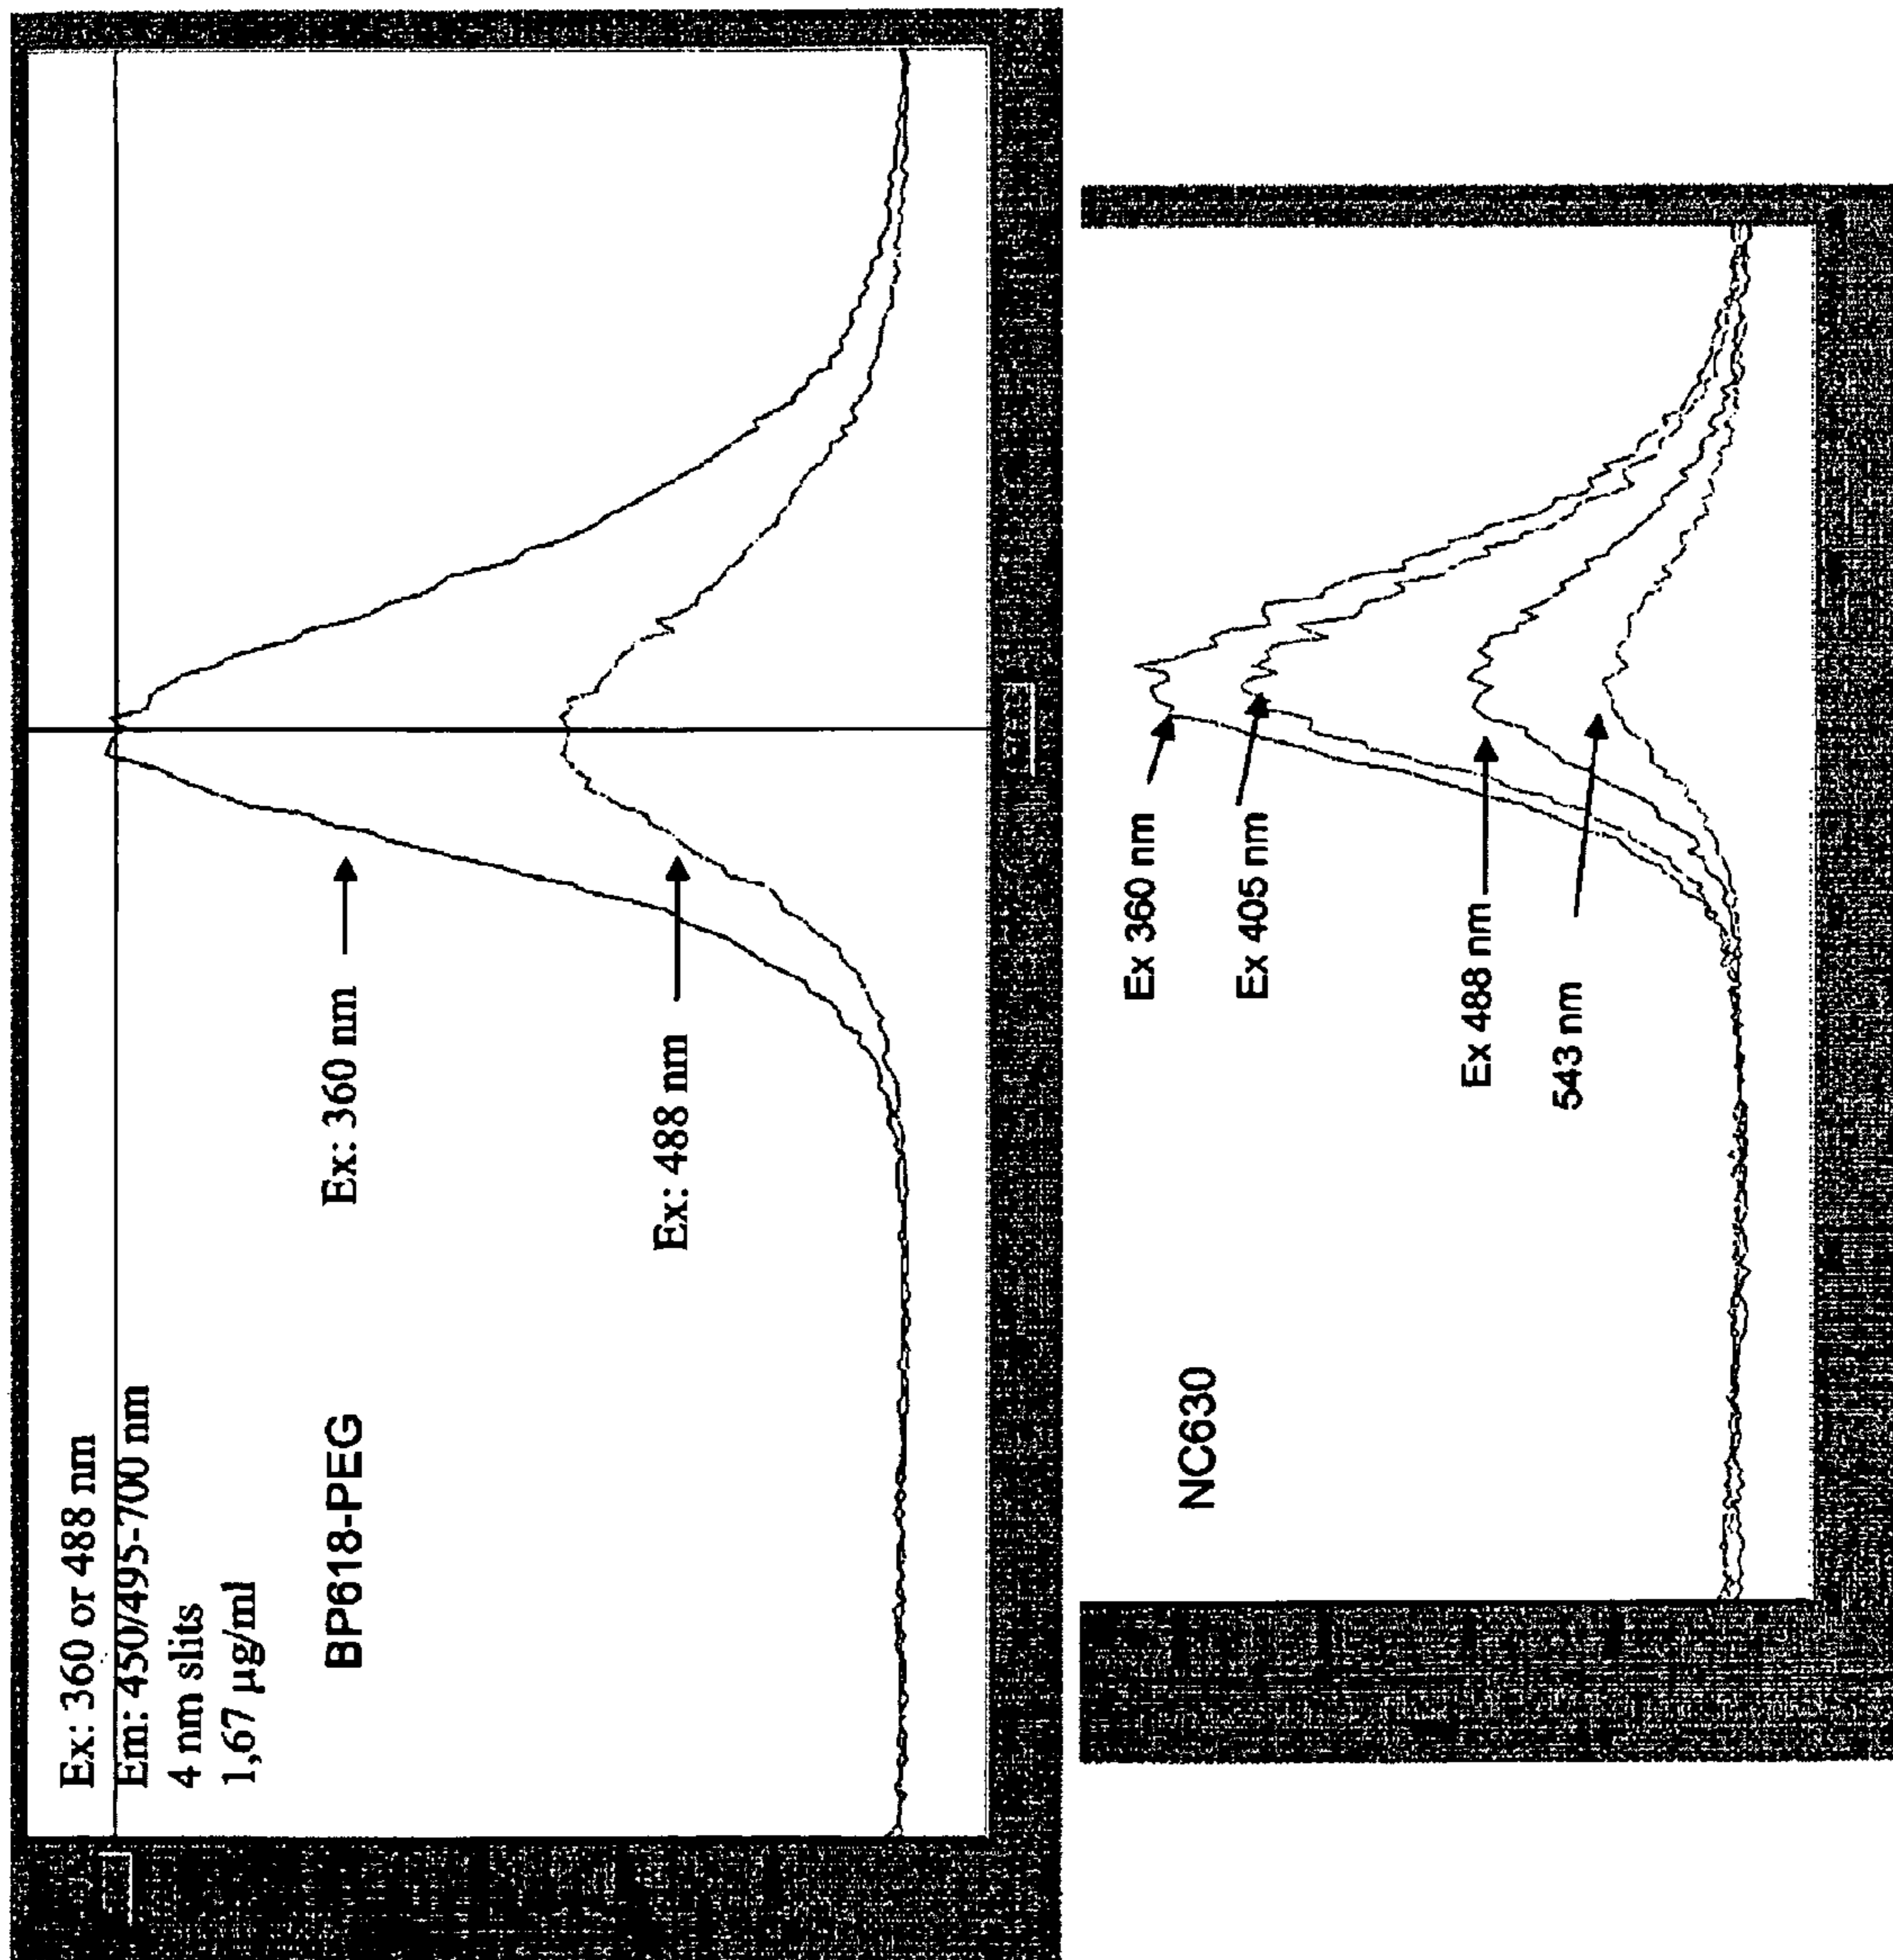 Ex: 360 or 488 nm
Em: 450/495-700 nm
4 nm slits
1,67 µg/ml
BP618-PEG
Ex: 360 nm
Ex: 488 nm
NC630
Ex 360 nm
Ex 405 nm
Ex 488 nm
543 nm